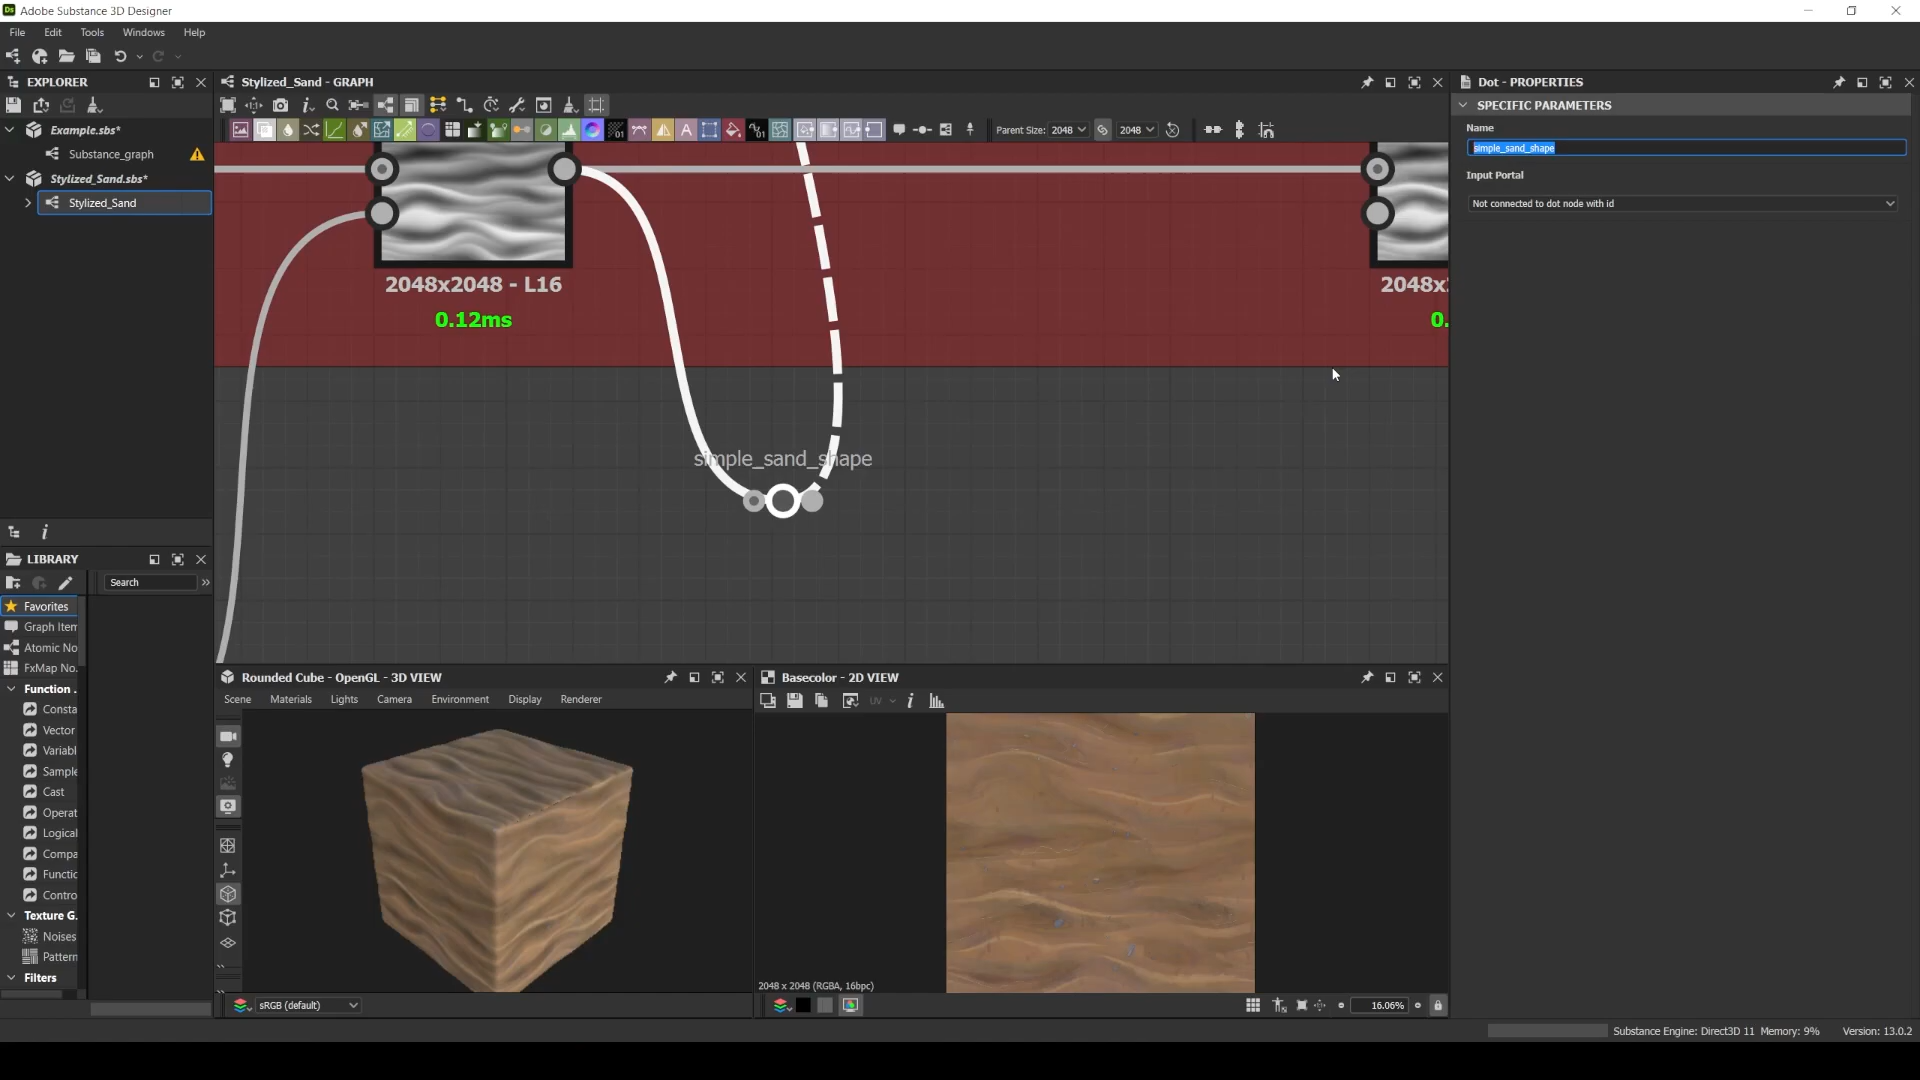 Adobe Substance 3D Designer
File Edit Tools Windows Help
EXPLORER
Stylized_Sand - GRAPH
Dot - PROPERTIES
SPECIFIC PARAMETERS
Example.sbs*
Parent Size: 2048 2048
Name
simple_sand_shape
Substance_graph
Stylized_Sand.sbs*
Input Portal
Stylized_Sand
Not connected to dot node with id
2048x2048 - L16
0.12ms
2048x
0.
simple_sand_shape
LIBRARY
Search
Favorites
Graph Item
Atomic No
FxMap No.
Function .
Consta
Vector
Variabl
Sample
Cast
Operat
Logical
Compa
Functic
Contro
Texture G.
Noises
Pattern
Filters
Rounded Cube - OpenGL - 3D VIEW
Scene Materials Lights Camera Environment Display Renderer
sRGB (default)
Basecolor - 2D VIEW
UV
2048 x 2048 (RGBA, 16bpc)
16.06%
Substance Engine: Direct3D 11 Memory: 9% Version: 13.0.2